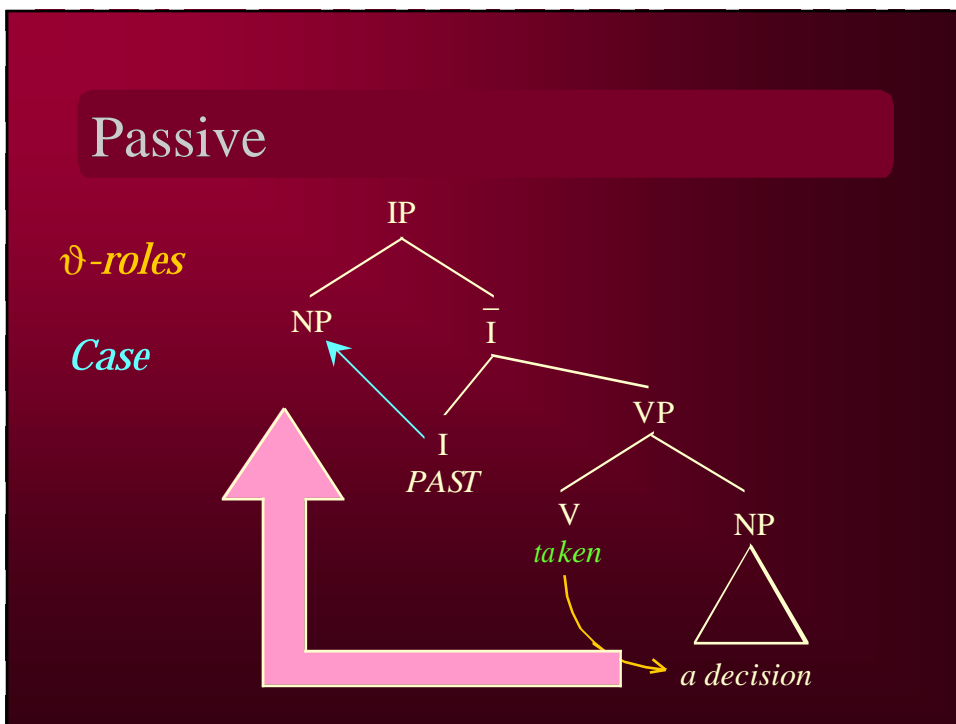 Passive
IP
ϑ-roles
NP
Ī
Case
VP
I
PAST
V
NP
taken
a decision